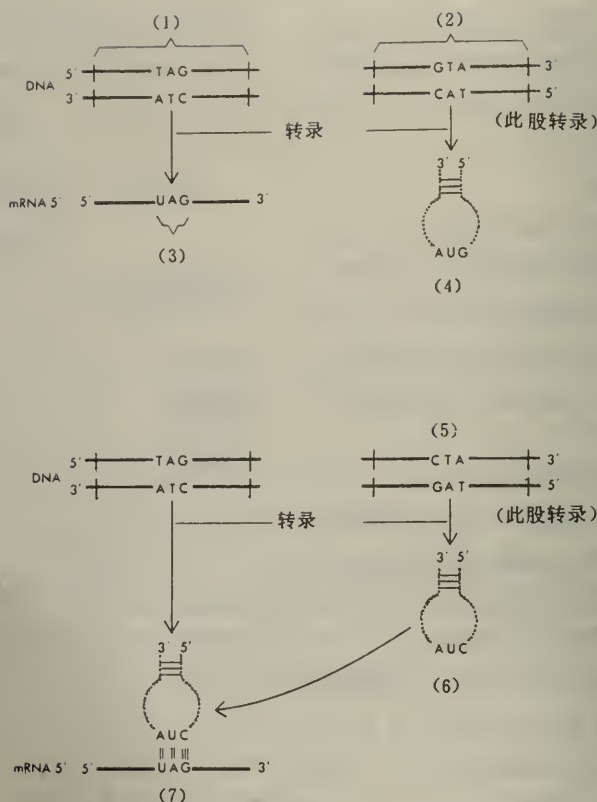 (1) (2)
DNA 5′ TAG GTA 3′
3′ ATC CAT 5′
(此股转录)
转录
3′ 5′
mRNA 5′ 5′ UAG 3′
AUG
(3)
(4)
(5)
DNA 5′ TAG CTA 3′
3′ ATC GAT 5′
转录 (此股转录)
3′ 5′
AUC
3′ 5′
(6)
AUC
mRNA 5′ 5′ UAG 3′
(7)